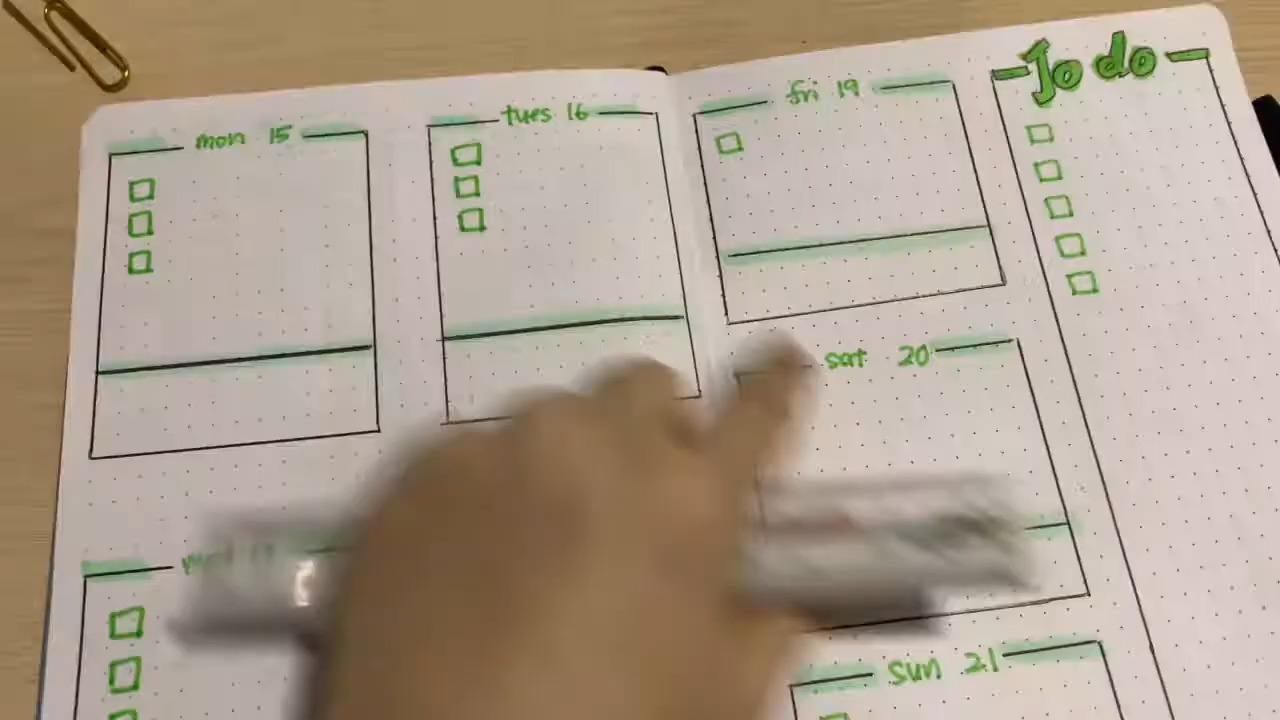 mon 15
tues 16
fri 19
To do
sat 20
sun 21